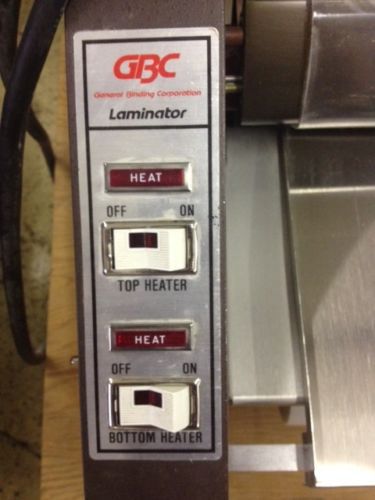 GBC
General Binding Corporation
Laminator
HEAT
OFF ON
TOP HEATER
HEAT
OFF ON
BOTTOM HEATER